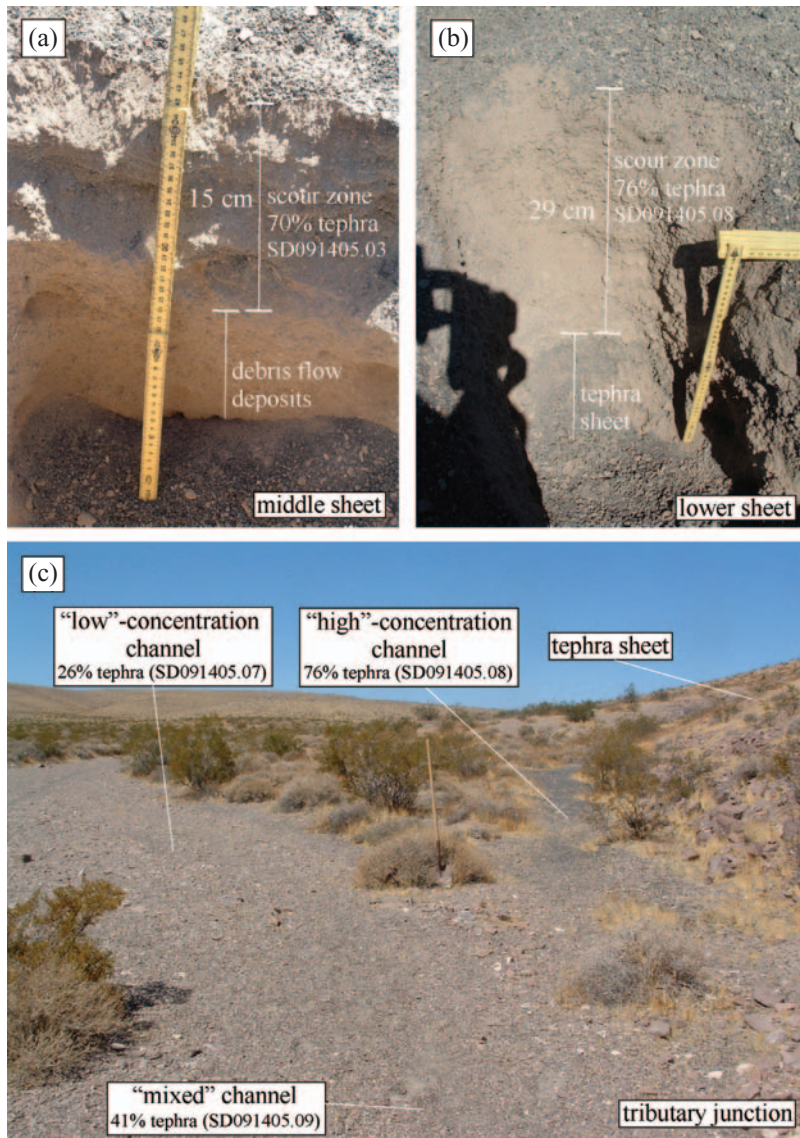 (a)
15 cm
scour zone
70% tephra
SD091405.03
debris flow
deposits
middle sheet
(b)
29 cm
scour zone
76% tephra
SD091405.08
tephra
sheet
lower sheet
(c)
“low”-concentration
channel
26% tephra (SD091405.07)
“high”-concentration
channel
76% tephra (SD091405.08)
tephra sheet
“mixed” channel
41% tephra (SD091405.09)
tributary junction